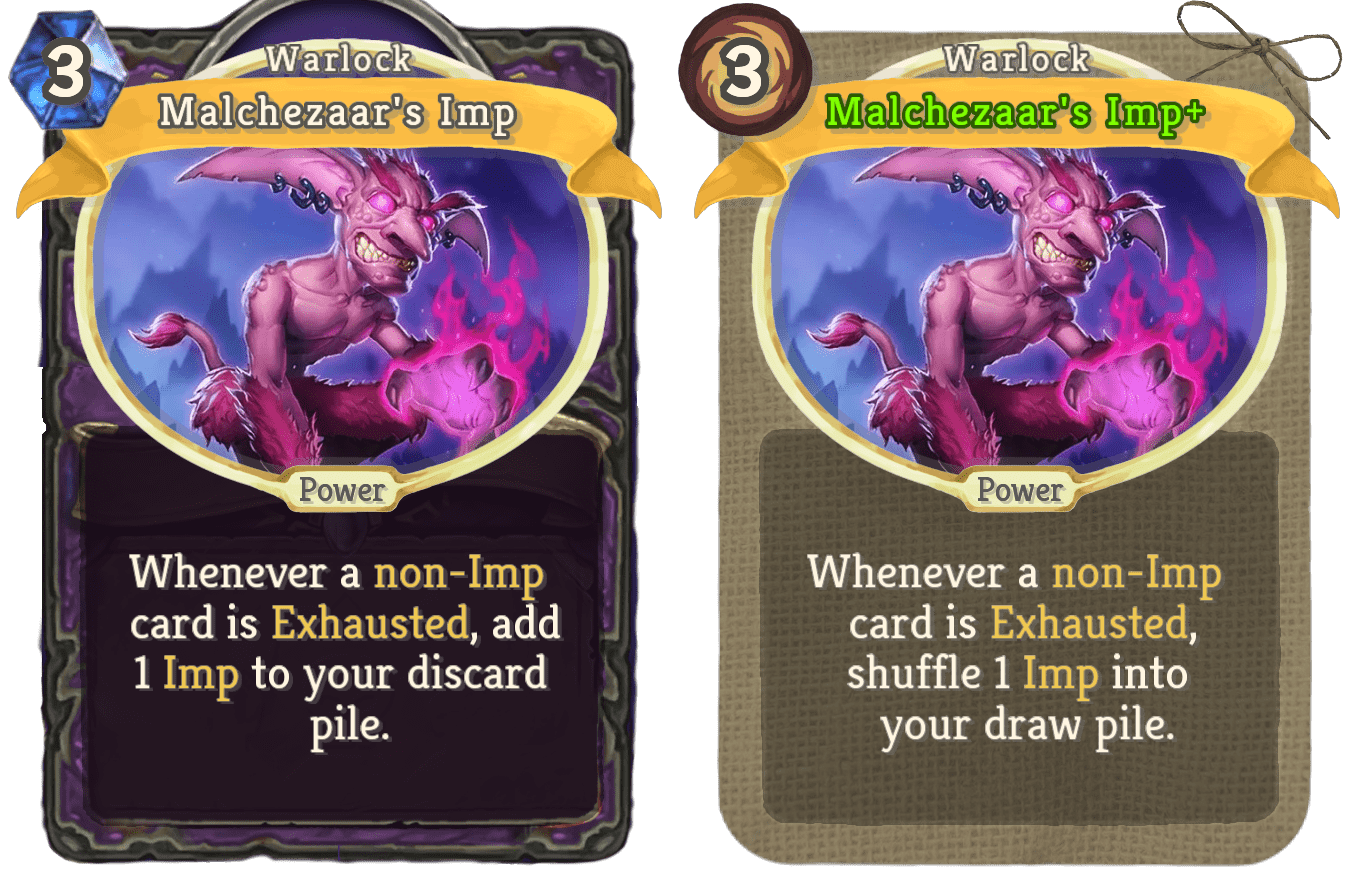 3
Warlock
Malchezaar's Imp
Power
Whenever a non-Imp
card is Exhausted, add
1 Imp to your discard
pile.
3
Warlock
Malchezaar's Imp+
Power
Whenever a non-Imp
card is Exhausted,
shuffle 1 Imp into
your draw pile.